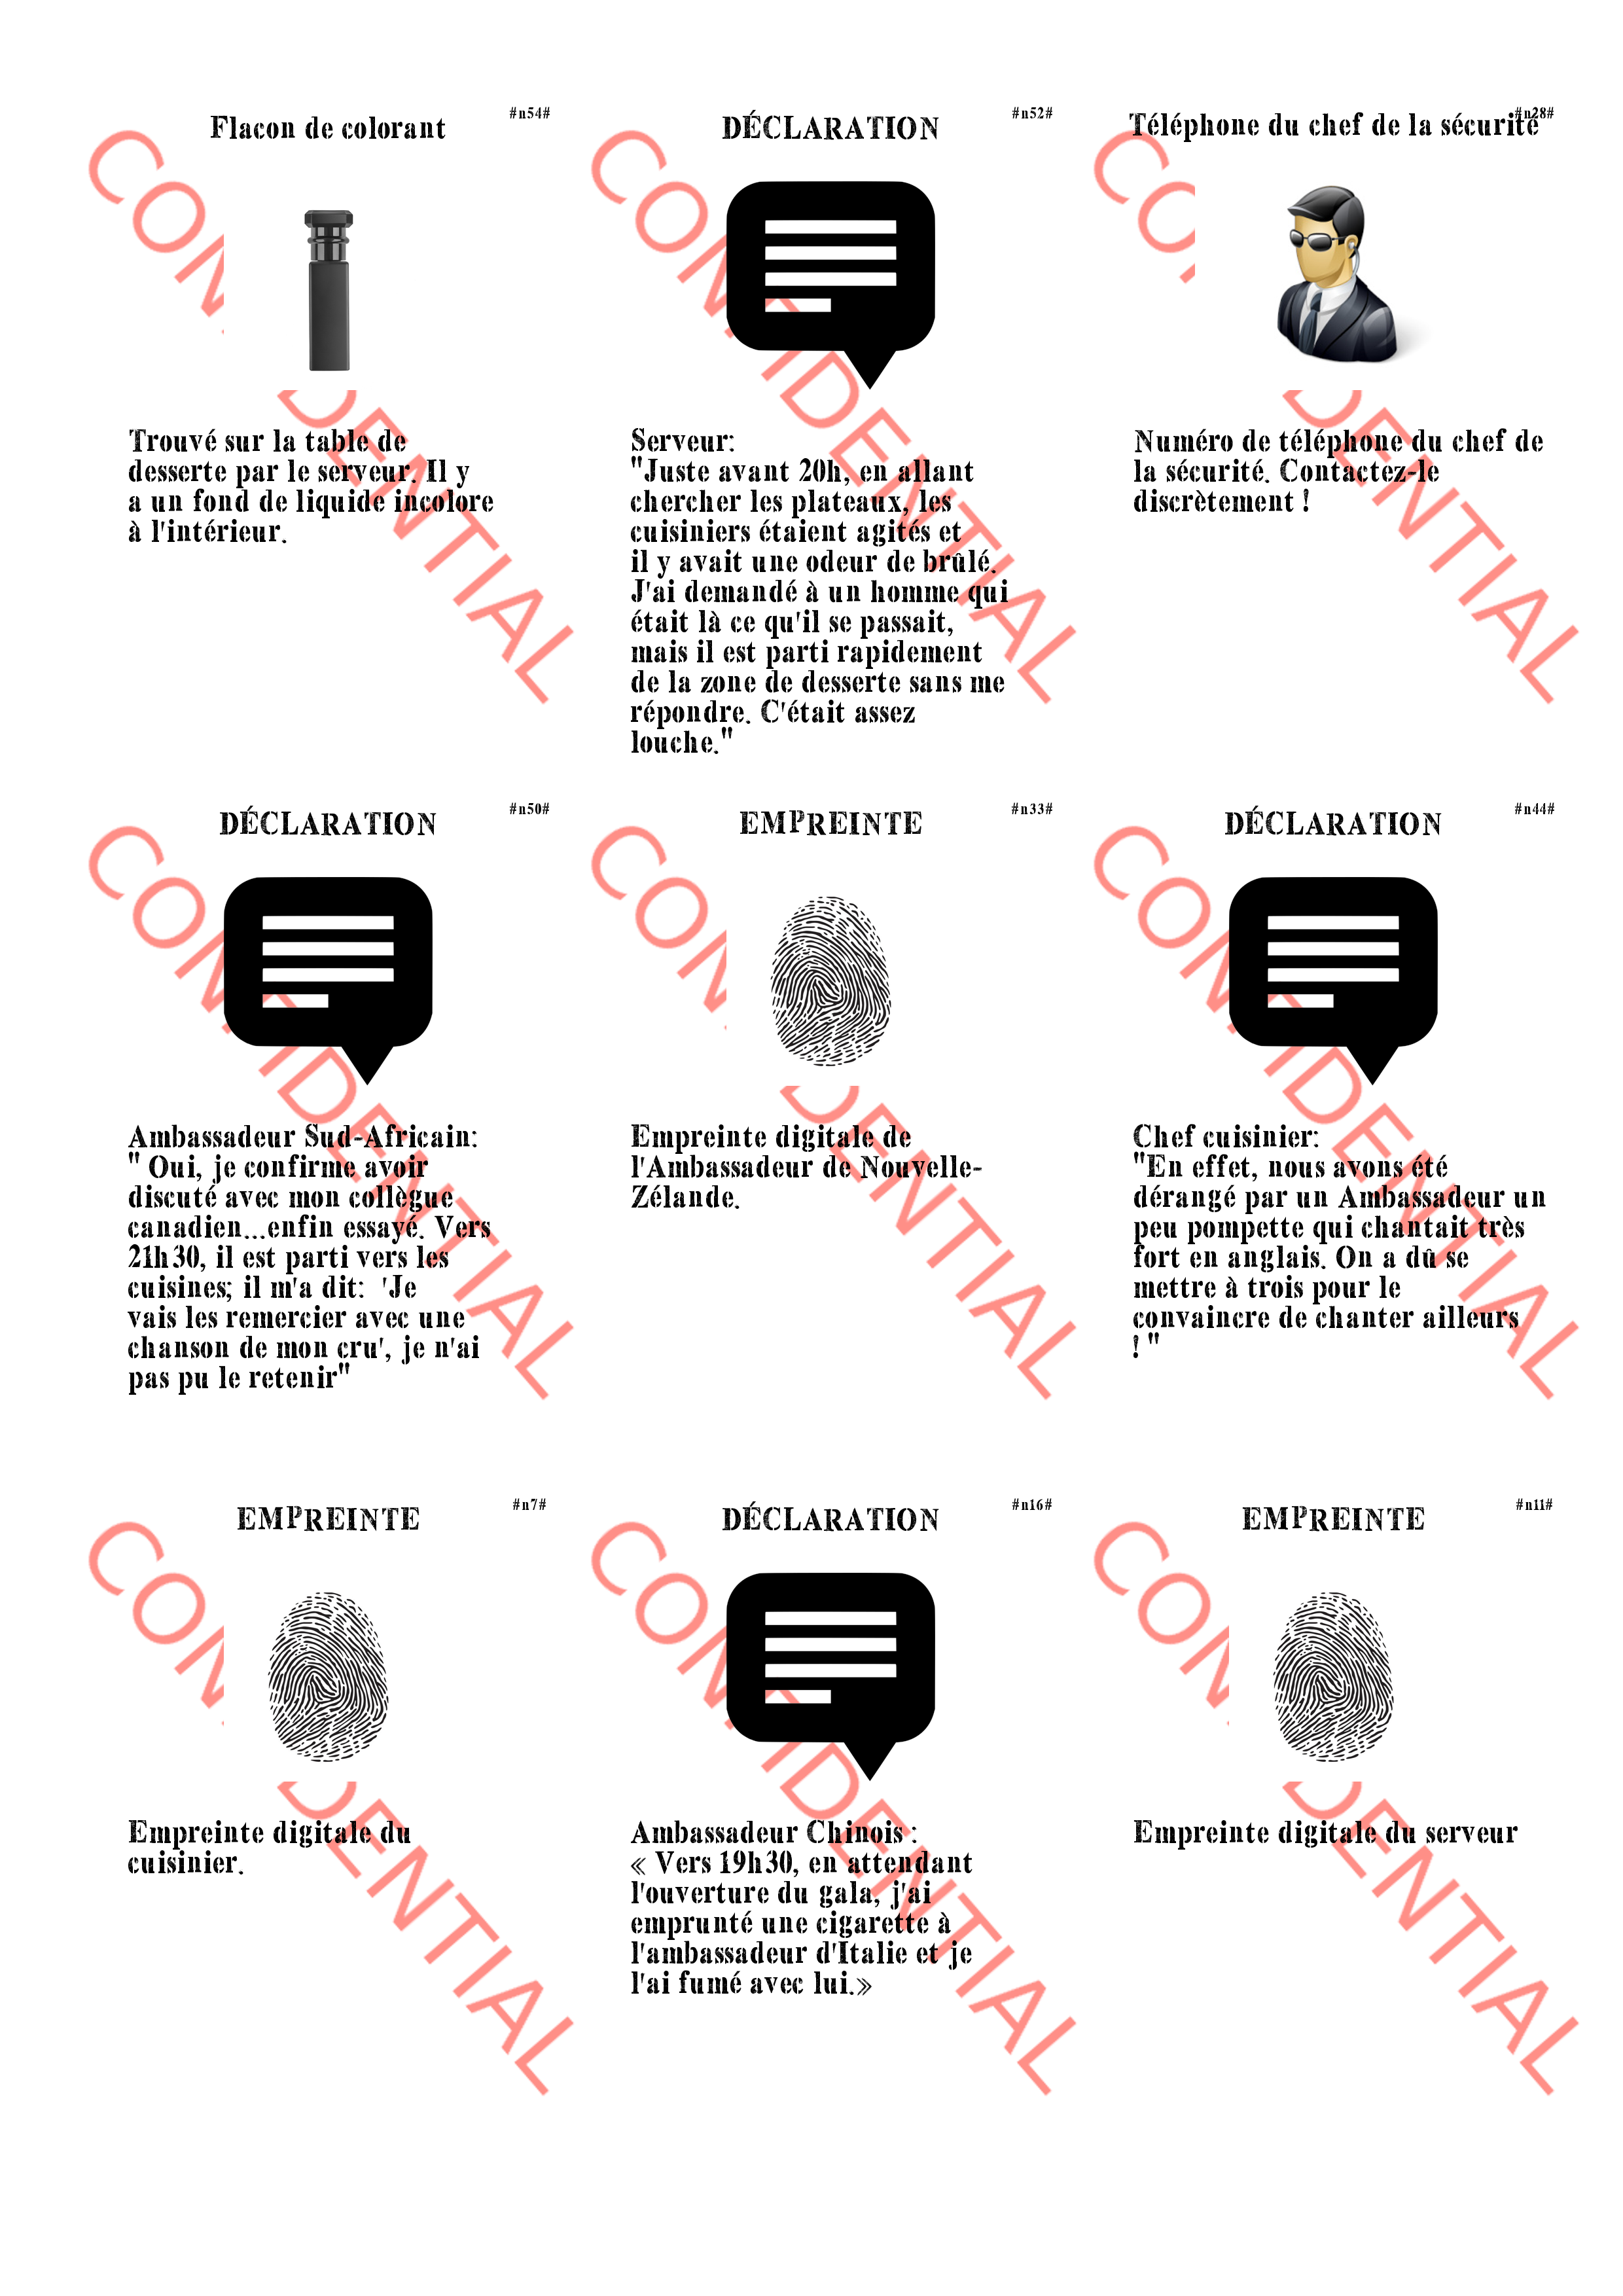 Flacon de colorant
#n54#
CONFIDENTIAL
Trouvé sur la table de
desserte par le serveur. Il y
a un fond de liquide incolore
à l'intérieur.
DÉCLARATION
#n52#
CONFIDENTIAL
Serveur:
"Juste avant 20h, en allant
chercher les plateaux, les
cuisiniers étaient agités et
il y avait une odeur de brûlé.
J'ai demandé à un homme qui
était là ce qu'il se passait,
mais il est parti rapidement
de la zone de desserte sans me
répondre. C'était assez
louche."
Téléphone du chef de la sécurité
#n28#
CONFIDENTIAL
Numéro de téléphone du chef de
la sécurité. Contactez-le
discrètement !
DÉCLARATION
#n50#
CONFIDENTIAL
Ambassadeur Sud-Africain:
" Oui, je confirme avoir
discuté avec mon collègue
canadien...enfin essayé. Vers
21h30, il est parti vers les
cuisines; il m'a dit: 'Je
vais les remercier avec une
chanson de mon cru', je n'ai
pas pu le retenir"
EMPREINTE
#n33#
CONFIDENTIAL
Empreinte digitale de
l'Ambassadeur de Nouvelle-
Zélande.
DÉCLARATION
#n44#
CONFIDENTIAL
Chef cuisinier:
"En effet, nous avons été
dérangé par un Ambassadeur un
peu pompette qui chantait très
fort en anglais. On a dû se
mettre à trois pour le
convaincre de chanter ailleurs
! "
EMPREINTE
#n7#
CONFIDENTIAL
Empreinte digitale du
cuisinier.
DÉCLARATION
#n16#
CONFIDENTIAL
Ambassadeur Chinois :
« Vers 19h30, en attendant
l'ouverture du gala, j'ai
emprunté une cigarette à
l'ambassadeur d'Italie et je
l'ai fumé avec lui.»
EMPREINTE
#n11#
CONFIDENTIAL
Empreinte digitale du serveur